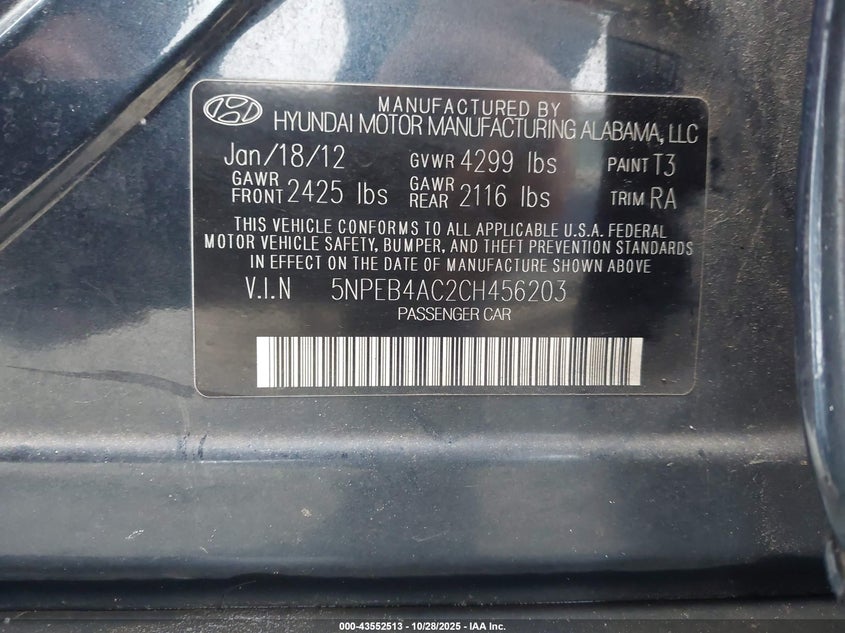 MANUFACTURED BY
HYUNDAI MOTOR MANUFACTURING ALABAMA, LLC
Jan/18/12 GVWR 4299 lbs PAINT T3
GAWR FRONT 2425 lbs GAWR REAR 2116 lbs TRIM RA
THIS VEHICLE CONFORMS TO ALL APPLICABLE U.S.A. FEDERAL
MOTOR VEHICLE SAFETY, BUMPER, AND THEFT PREVENTION STANDARDS
IN EFFECT ON THE DATE OF MANUFACTURE SHOWN ABOVE
V.I.N 5NPEB4AC2CH456203
PASSENGER CAR
000-43552513 - 10/28/2025 - IAA Inc.